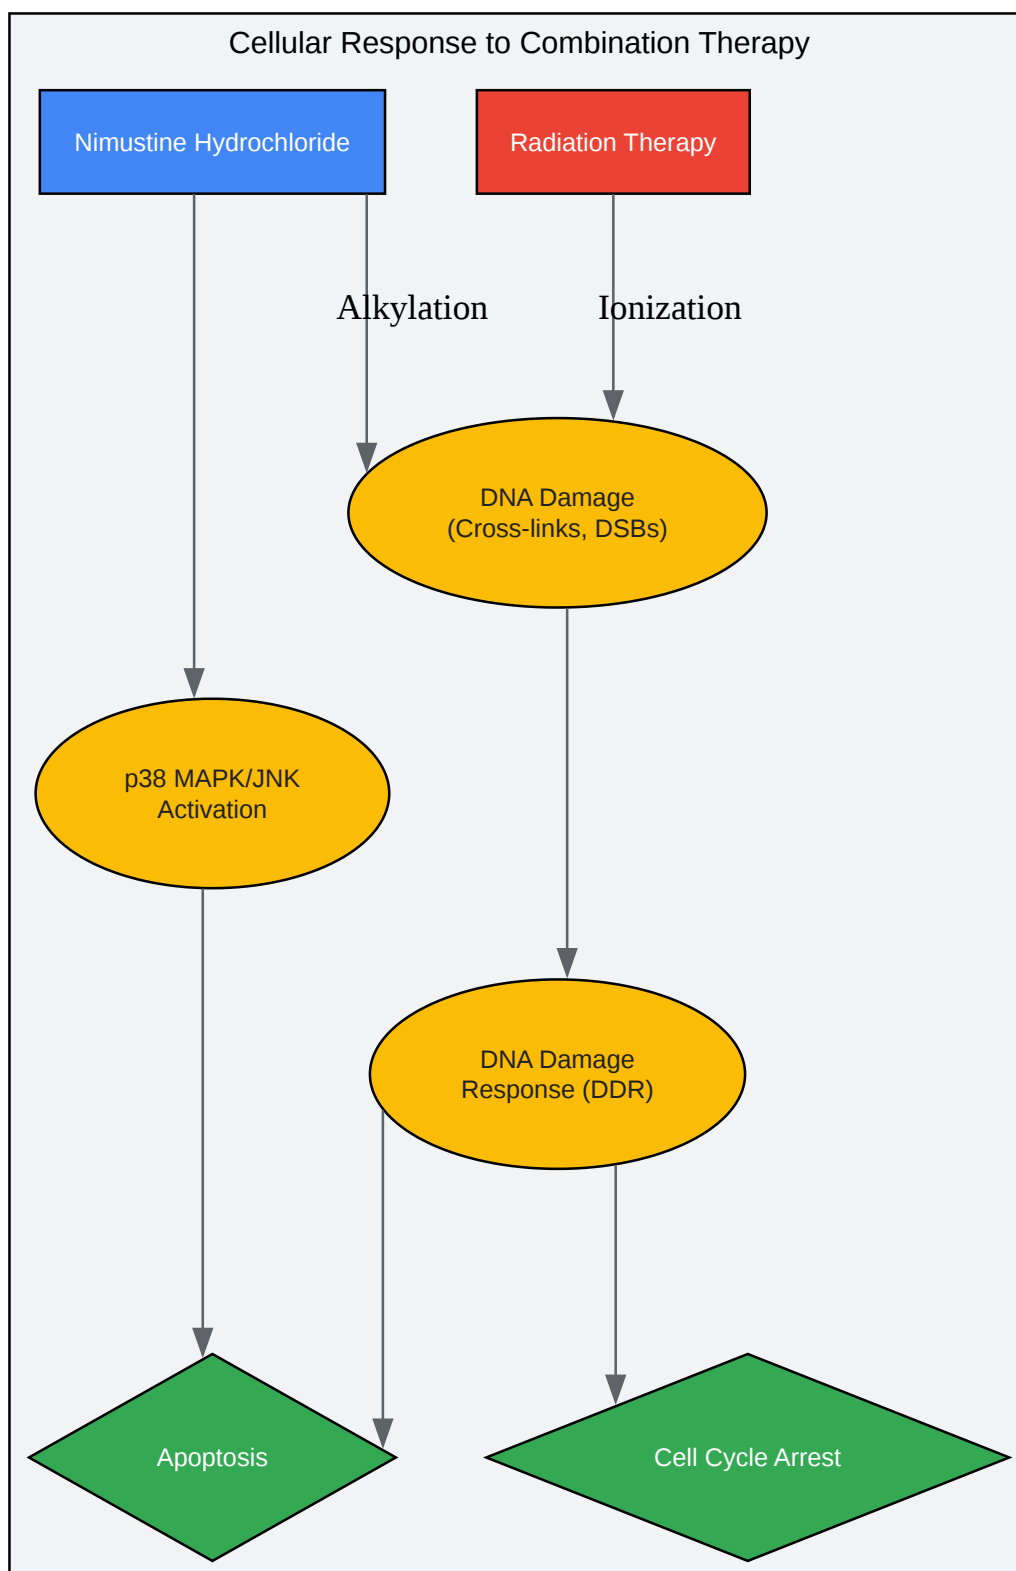 Cellular Response to Combination Therapy
Nimustine Hydrochloride
Radiation Therapy
Alkylation
Ionization
DNA Damage
(Cross-links, DSBs)
p38 MAPK/JNK
Activation
DNA Damage
Response (DDR)
Apoptosis
Cell Cycle Arrest